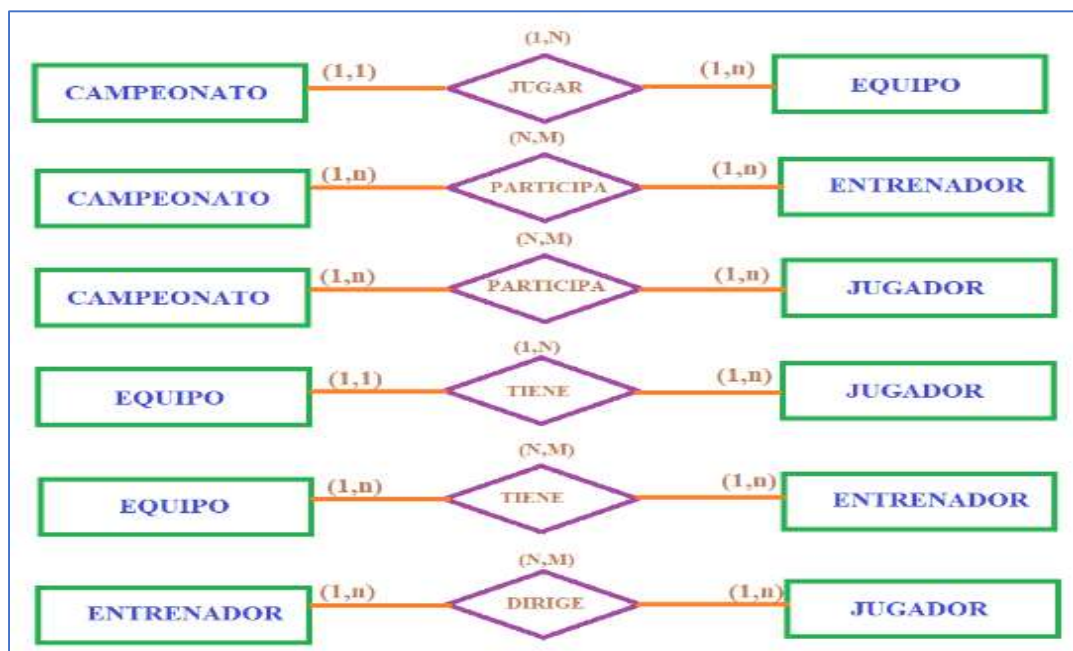 (1,N)
CAMPEONATO (1,1) JUGAR (1,n) EQUIPO
(N,M)
CAMPEONATO (1,n) PARTICIPA (1,n) ENTRENADOR
(N,M)
CAMPEONATO (1,n) PARTICIPA (1,n) JUGADOR
(1,N)
EQUIPO (1,1) TIENE (1,n) JUGADOR
(N,M)
EQUIPO (1,n) TIENE (1,n) ENTRENADOR
(N,M)
ENTRENADOR (1,n) DIRIGE (1,n) JUGADOR